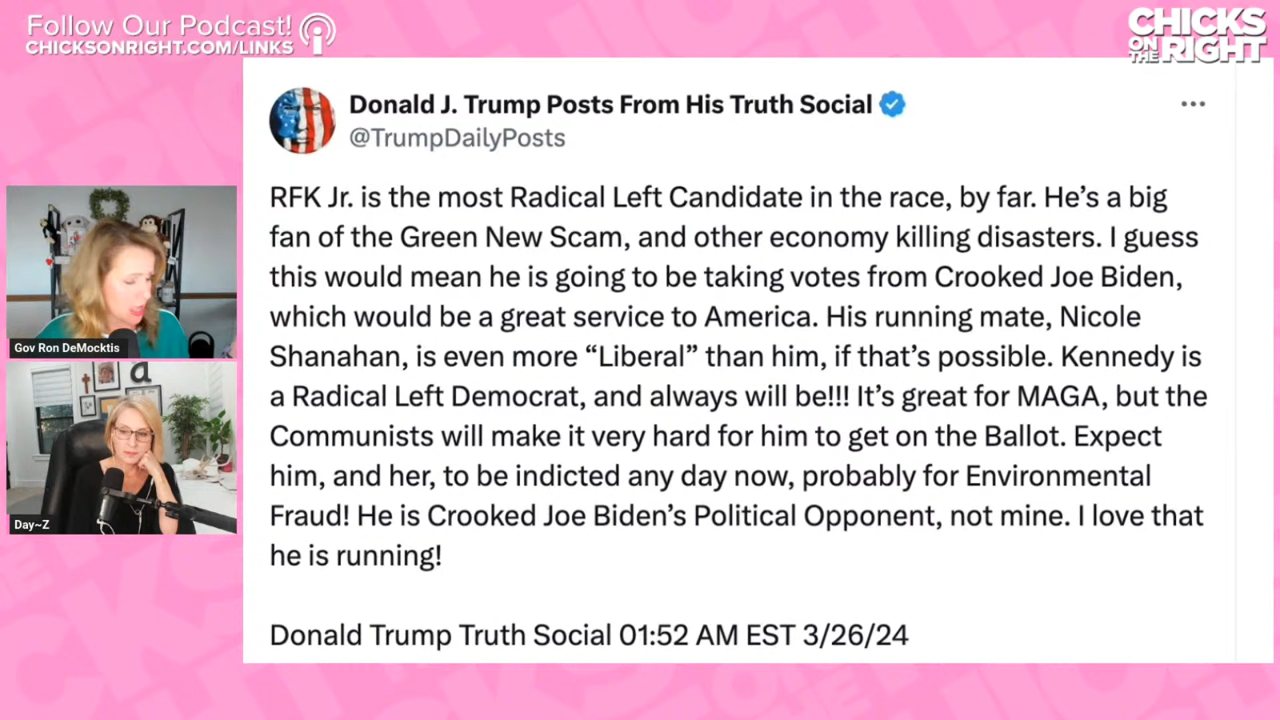 Follow Our Podcast!
CHICKSONRIGHT.COM/LINKS
CHICKS
ON THE RIGHT
Donald J. Trump Posts From His Truth Social
@TrumpDailyPosts
RFK Jr. is the most Radical Left Candidate in the race, by far. He’s a big
fan of the Green New Scam, and other economy killing disasters. I guess
this would mean he is going to be taking votes from Crooked Joe Biden,
which would be a great service to America. His running mate, Nicole
Shanahan, is even more “Liberal” than him, if that’s possible. Kennedy is
a Radical Left Democrat, and always will be!!! It’s great for MAGA, but the
Communists will make it very hard for him to get on the Ballot. Expect
him, and her, to be indicted any day now, probably for Environmental
Fraud! He is Crooked Joe Biden’s Political Opponent, not mine. I love that
he is running!
Donald Trump Truth Social 01:52 AM EST 3/26/24
Gov Ron DeMocktis
a
Day~Z